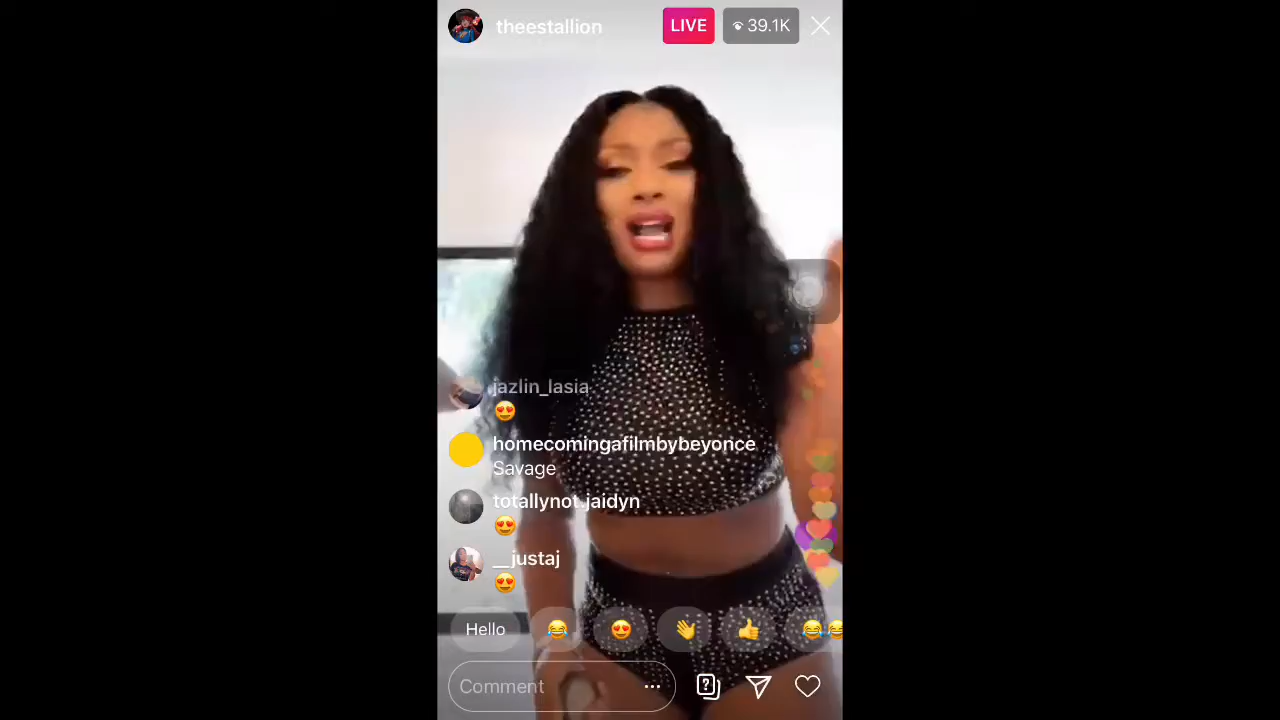 theestallion
LIVE
39.1K
jazlin_lasia
😍
homecomingafilmbybeyonce
Savage
totallynot.jaidyn
😍
__justaj
😍
Hello 😂 😍 👋 👍 😂😂
Comment